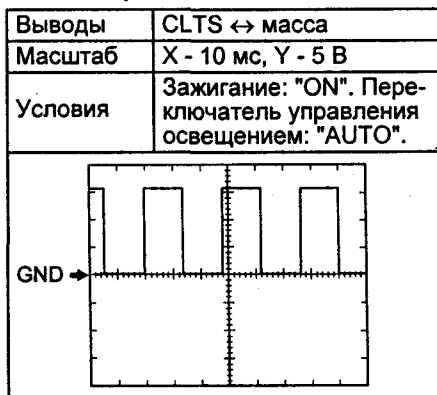 Выводы CLTS ↔ масса
Масштаб X - 10 мс, Y - 5 В
Условия Зажигание: "ON". Пере-
ключатель управления
освещением: "AUTO".
GND